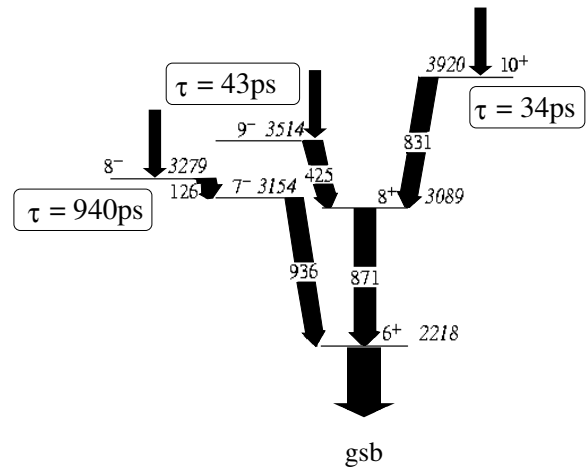 3920 10+
τ = 43ps
τ = 34ps
9- 3514
831
8- 3279
425
126
7- 3154
8+ 3089
τ = 940ps
936
871
6+ 2218
gsb